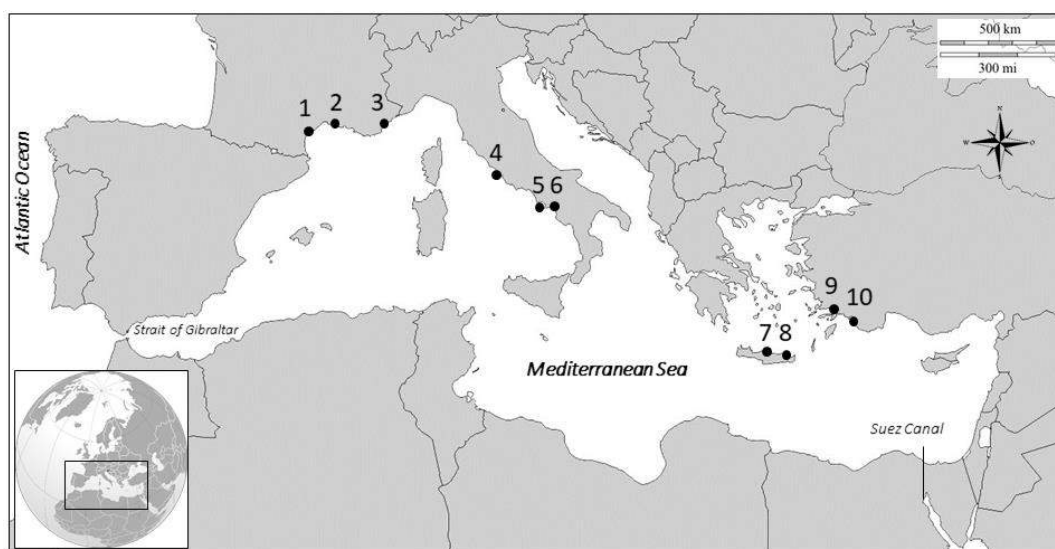 500 km
300 mi
N
W
O
S
Atlantic Ocean
1
2
3
4
5 6
7 8
9
10
Strait of Gibraltar
Mediterranean Sea
Suez Canal